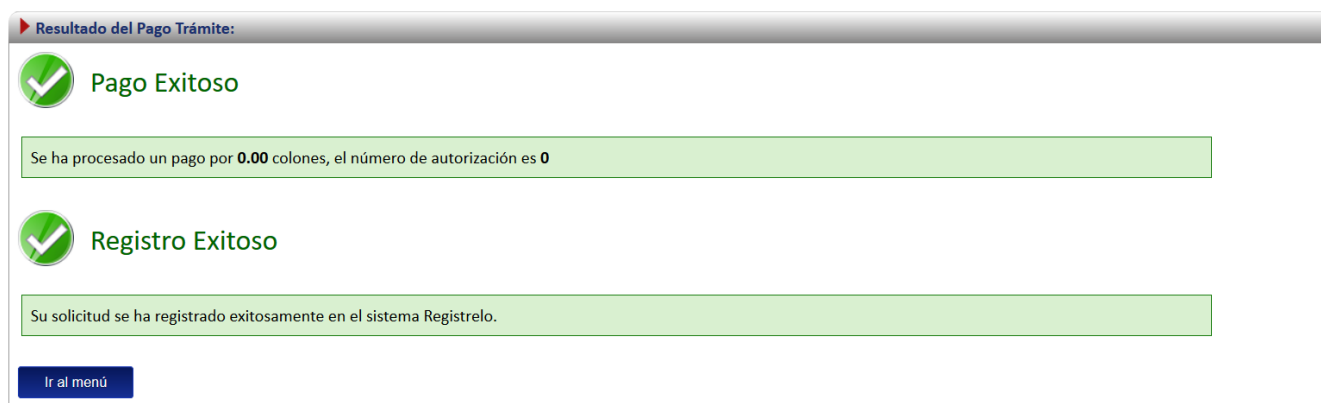 Resultado del Pago Trámite:
Pago Exitoso
Se ha procesado un pago por 0.00 colones, el número de autorización es 0
Registro Exitoso
Su solicitud se ha registrado exitosamente en el sistema Registrelo.
Ir al menú